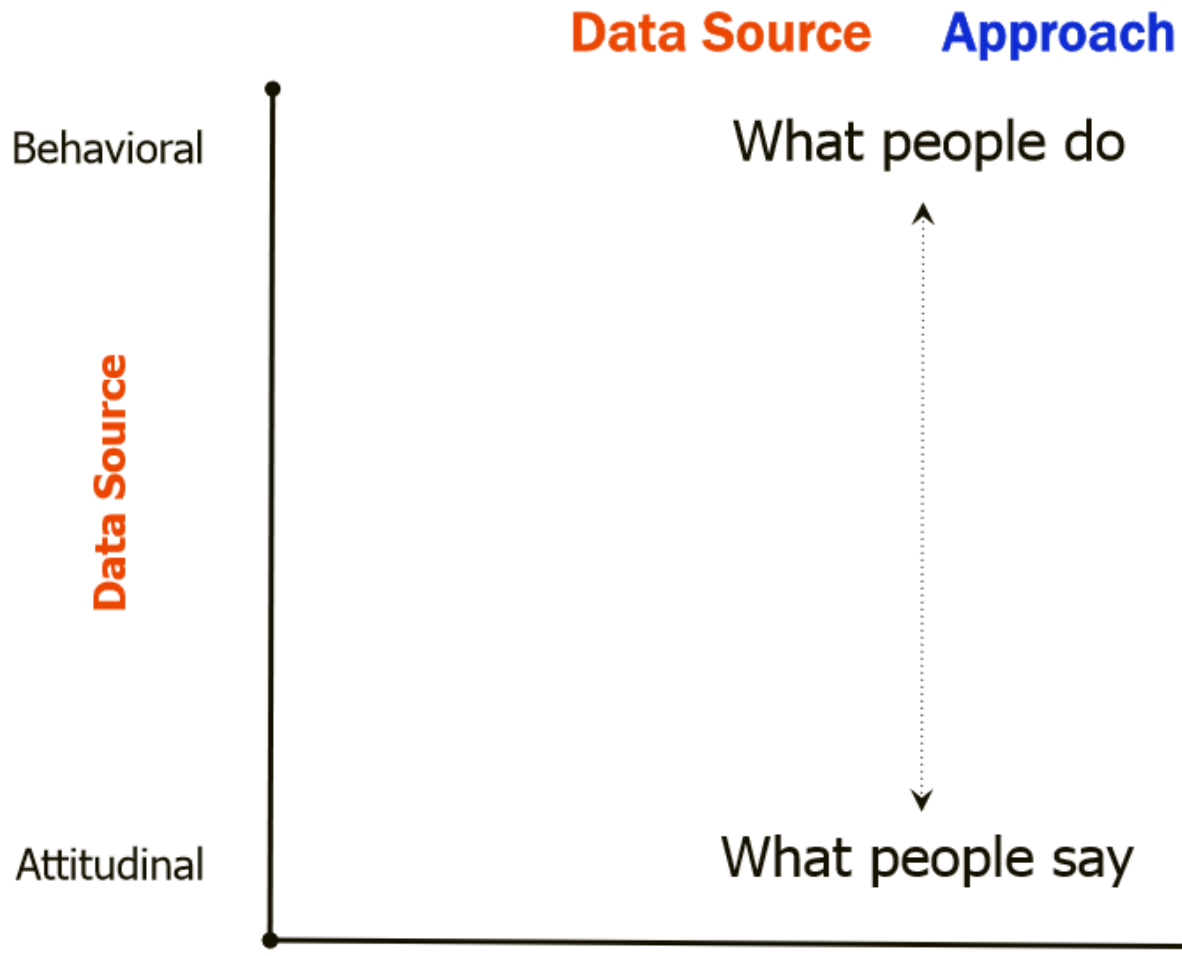 Data Source Approach
Behavioral
What people do
Data Source
Attitudinal
What people say